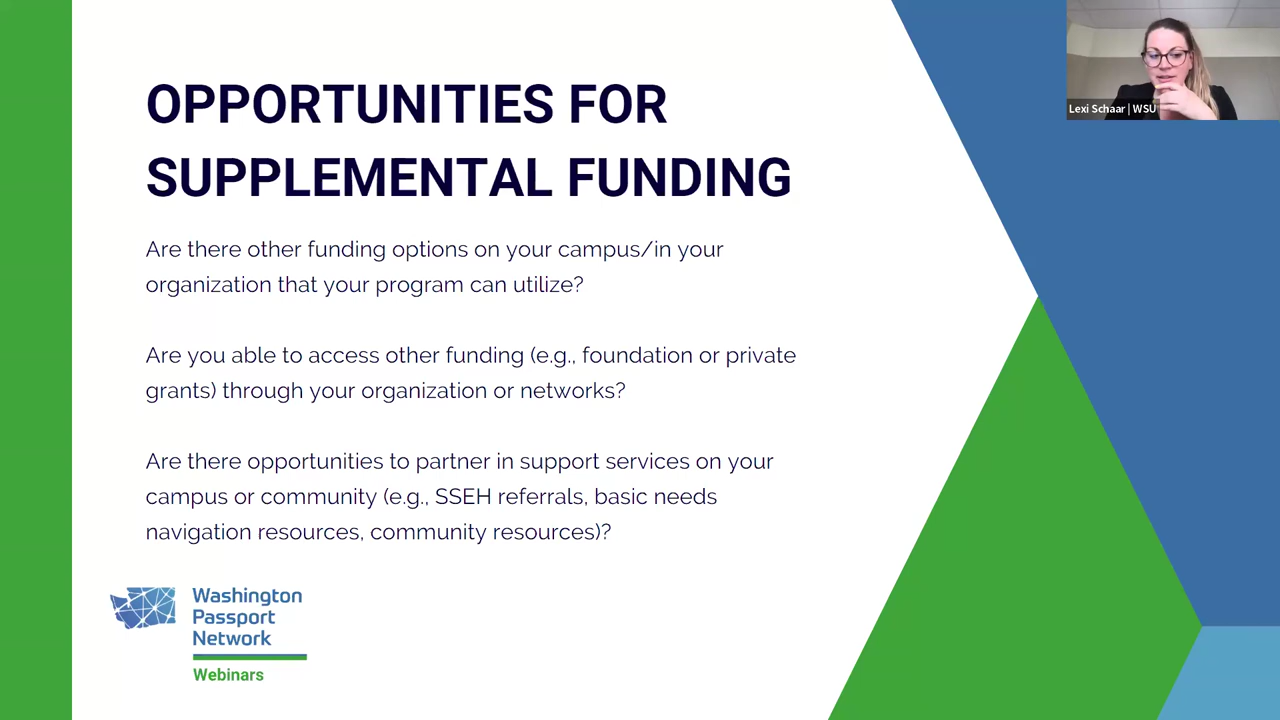 OPPORTUNITIES FOR
SUPPLEMENTAL FUNDING
Are there other funding options on your campus/in your
organization that your program can utilize?
Are you able to access other funding (e.g., foundation or private
grants) through your organization or networks?
Are there opportunities to partner in support services on your
campus or community (e.g., SSEH referrals, basic needs
navigation resources, community resources)?
Washington
Passport
Network
Webinars
Lexi Schaar | WSU